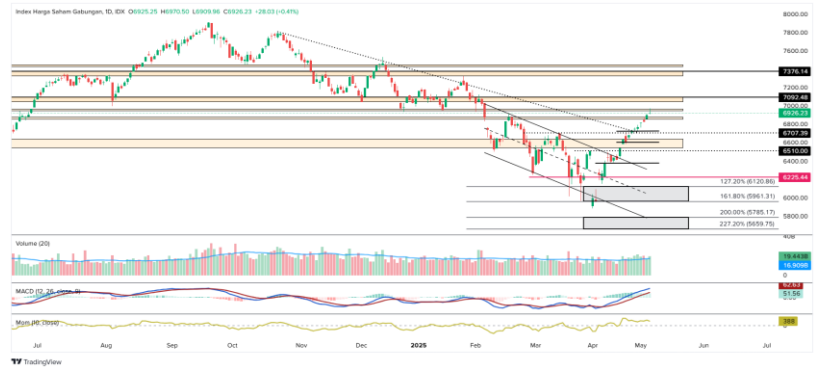 Index Harga Saham Gabungan, 1D, IDX O6925.25 H6970.50 L6909.96 C6926.23 +28.03 (+0.41%)
8000.00
7800.00
7600.00
7376.14
7200.00
7092.48
7000.00
6926.23
6800.00
6707.39
6600.00
6510.00
6400.00
6225.44
127.20% (6120.86)
161.80% (5961.31)
6000.00
200.00% (5785.17)
5800.00
227.20% (5659.75)
40B
Volume (20)
19.443B
16.909B
0
MACD (12, 26, close, 9)
62.63
51.56
Mom (10, close)
388
Jul Aug Sep Oct Nov Dec 2025 Feb Mar Apr May Jun Jul
TradingView